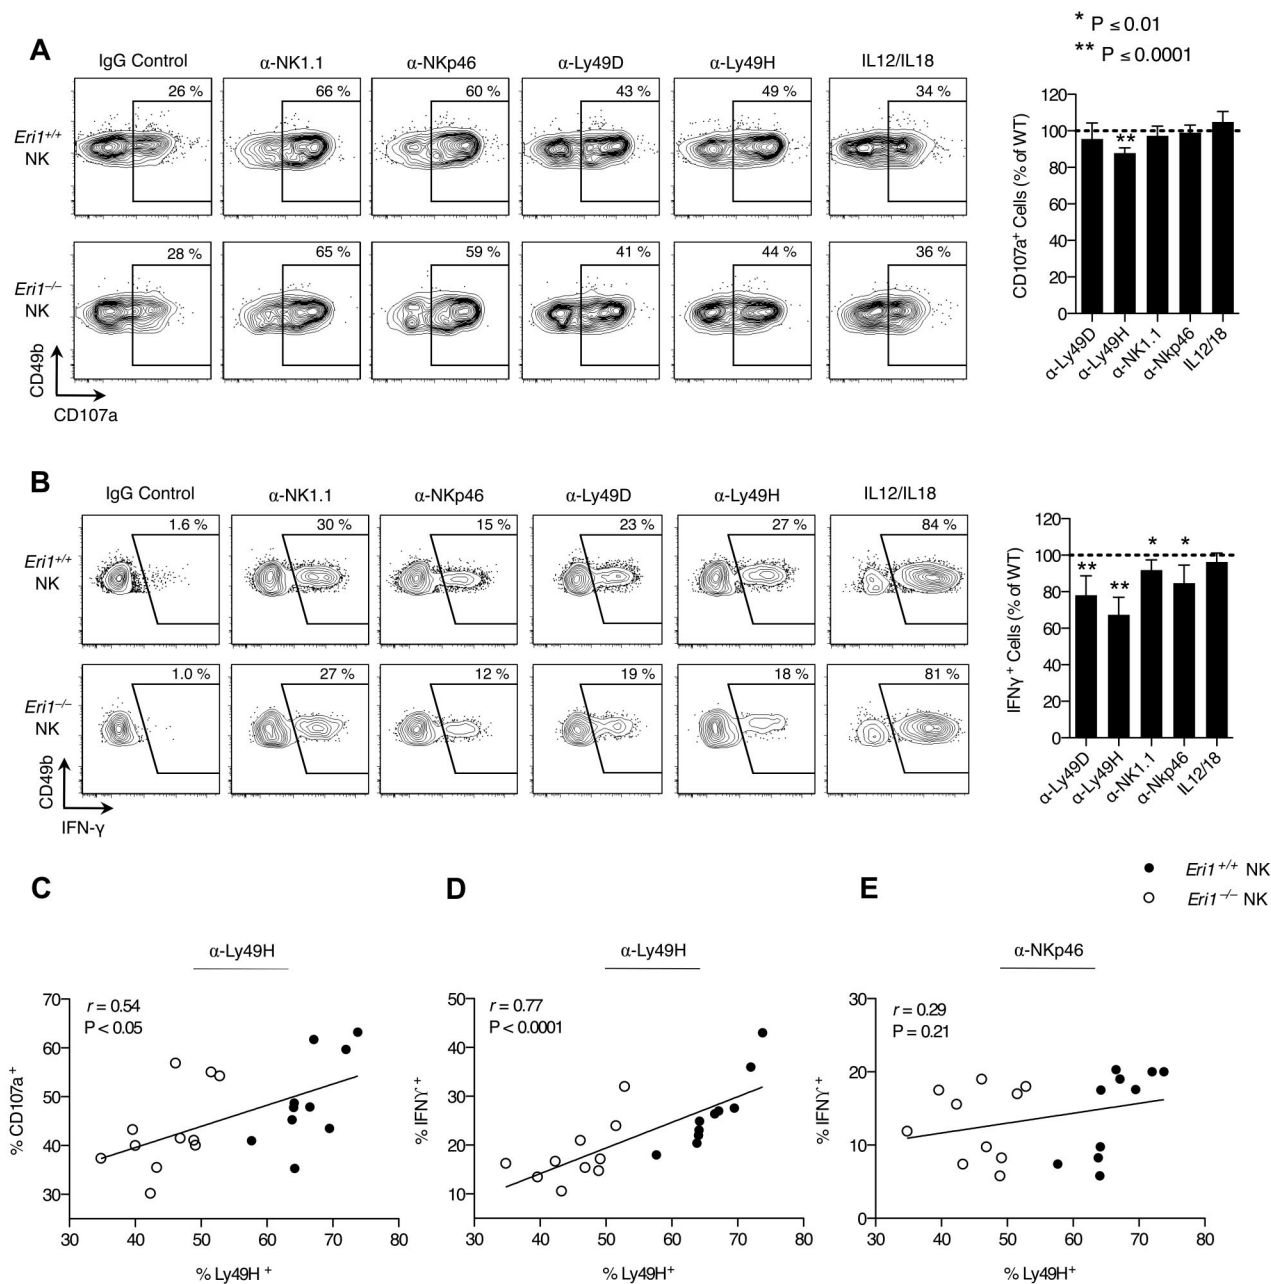 * P ≤ 0.01
** P ≤ 0.0001
A
IgG Control α-NK1.1 α-NKp46 α-Ly49D α-Ly49H IL12/IL18
Eri1+/+ NK
26 % 66 % 60 % 43 % 49 % 34 %
Eri1−/− NK
28 % 65 % 59 % 41 % 44 % 36 %
CD49b
CD107a
CD107a+ Cells (% of WT)
120
100
80
60
40
20
0
**
α-Ly49D α-Ly49H α-NK1.1 α-Nkp46 IL12/18
B
IgG Control α-NK1.1 α-NKp46 α-Ly49D α-Ly49H IL12/IL18
Eri1+/+ NK
1.6 % 30 % 15 % 23 % 27 % 84 %
Eri1−/− NK
1.0 % 27 % 12 % 19 % 18 % 81 %
CD49b
IFN-γ
IFNγ+ Cells (% of WT)
120
100
80
60
40
20
0
** ** * *
α-Ly49D α-Ly49H α-NK1.1 α-Nkp46 IL12/18
Eri1+/+ NK
Eri1−/− NK
C
α-Ly49H
r = 0.54
P < 0.05
% CD107a+
70
60
50
40
30
30 40 50 60 70 80
% Ly49H +
D
α-Ly49H
r = 0.77
P < 0.0001
% IFNϒ+
50
40
30
20
10
30 40 50 60 70 80
% Ly49H+
E
α-NKp46
r = 0.29
P = 0.21
% IFNϒ+
30
20
10
0
30 40 50 60 70 80
% Ly49H+